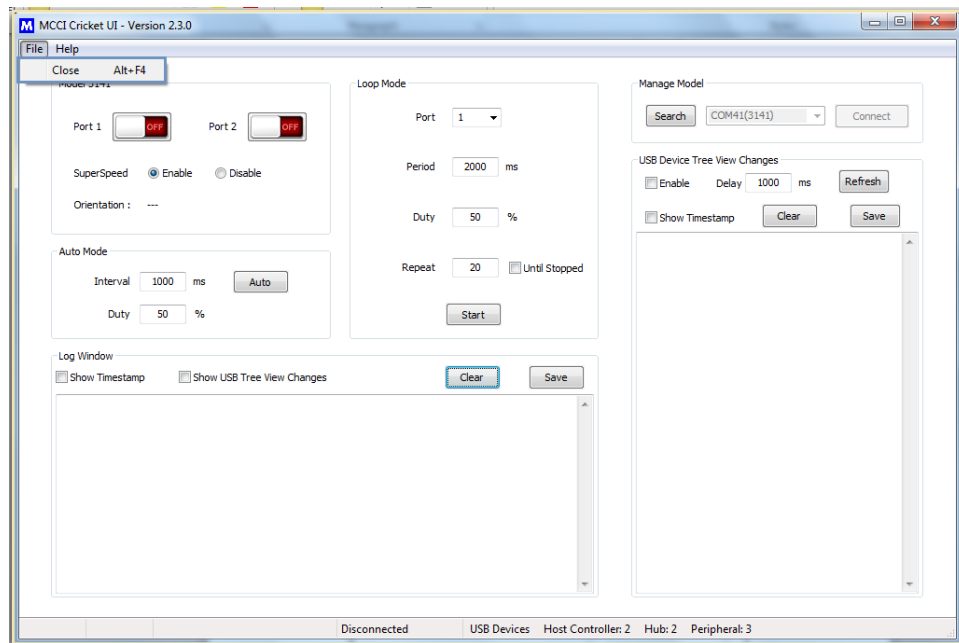 M MCCI Cricket UI - Version 2.3.0
File Help
Close Alt+F4
Model 3141
Port 1 OFF Port 2 OFF
SuperSpeed Enable Disable
Orientation : ---
Auto Mode
Interval 1000 ms Auto
Duty 50 %
Loop Mode
Port 1
Period 2000 ms
Duty 50 %
Repeat 20 Until Stopped
Start
Manage Model
Search COM41(3141) Connect
USB Device Tree View Changes
Enable Delay 1000 ms Refresh
Show Timestamp Clear Save
Log Window
Show Timestamp Show USB Tree View Changes Clear Save
Disconnected USB Devices Host Controller: 2 Hub: 2 Peripheral: 3